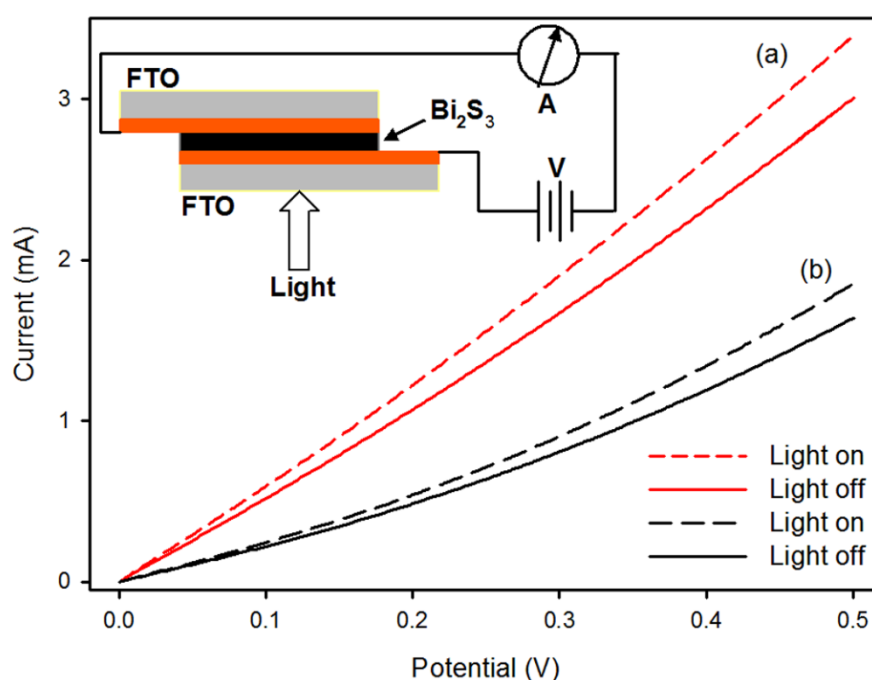 (a)
FTO
A
Bi₂S₃
V
FTO
Light
(b)
Light on
Light off
Light on
Light off
Current (mA)
3
2
1
0
0.0 0.1 0.2 0.3 0.4 0.5
Potential (V)